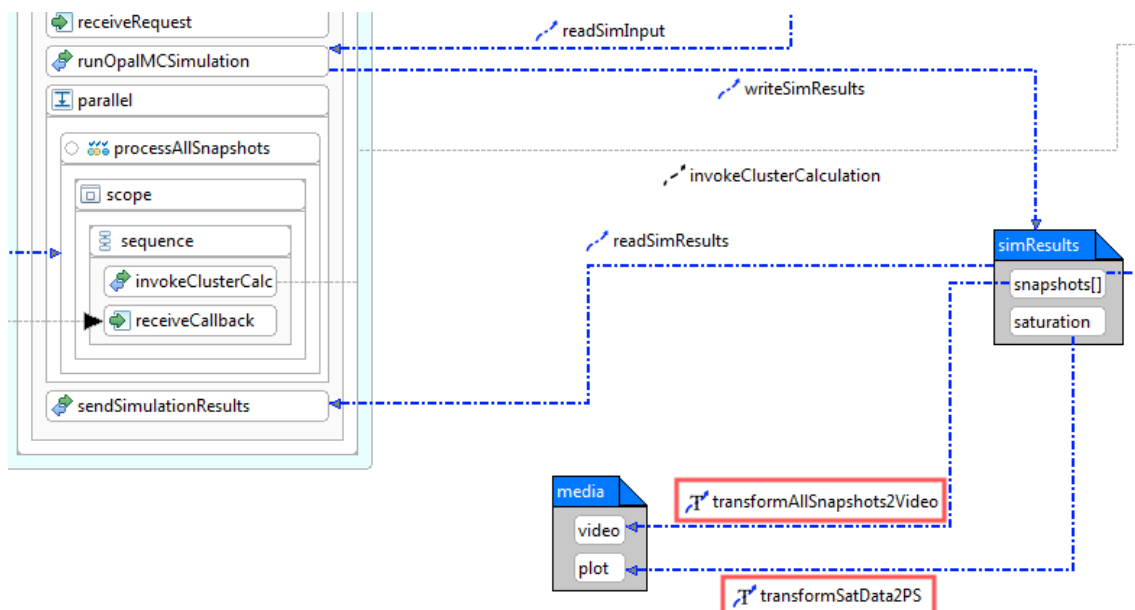 receiveRequest
readSimInput
runOpalMCSimulation
writeSimResults
parallel
processAllSnapshots
invokeClusterCalculation
scope
sequence
readSimResults
simResults
invokeClusterCalc
snapshots[]
receiveCallback
saturation
sendSimulationResults
media
T transformAllSnapshots2Video
video
plot
T transformSatData2PS